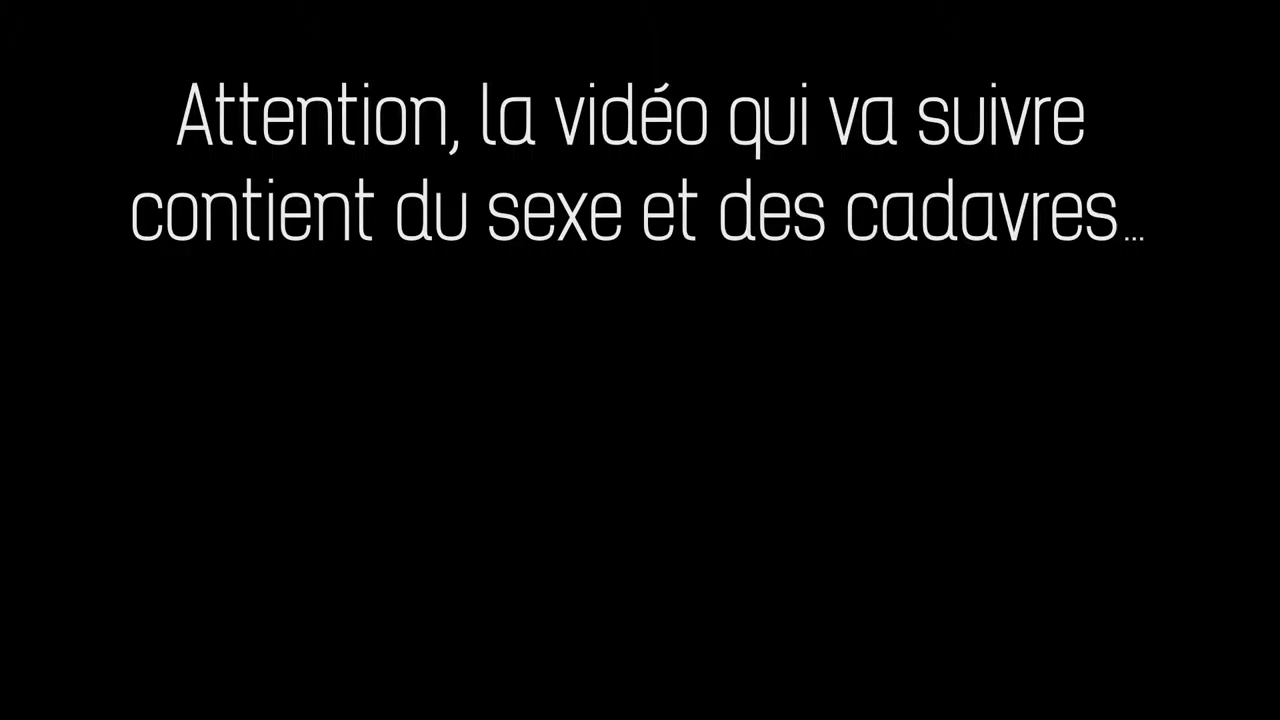 Attention, la vidéo qui va suivre
contient du sexe et des cadavres...